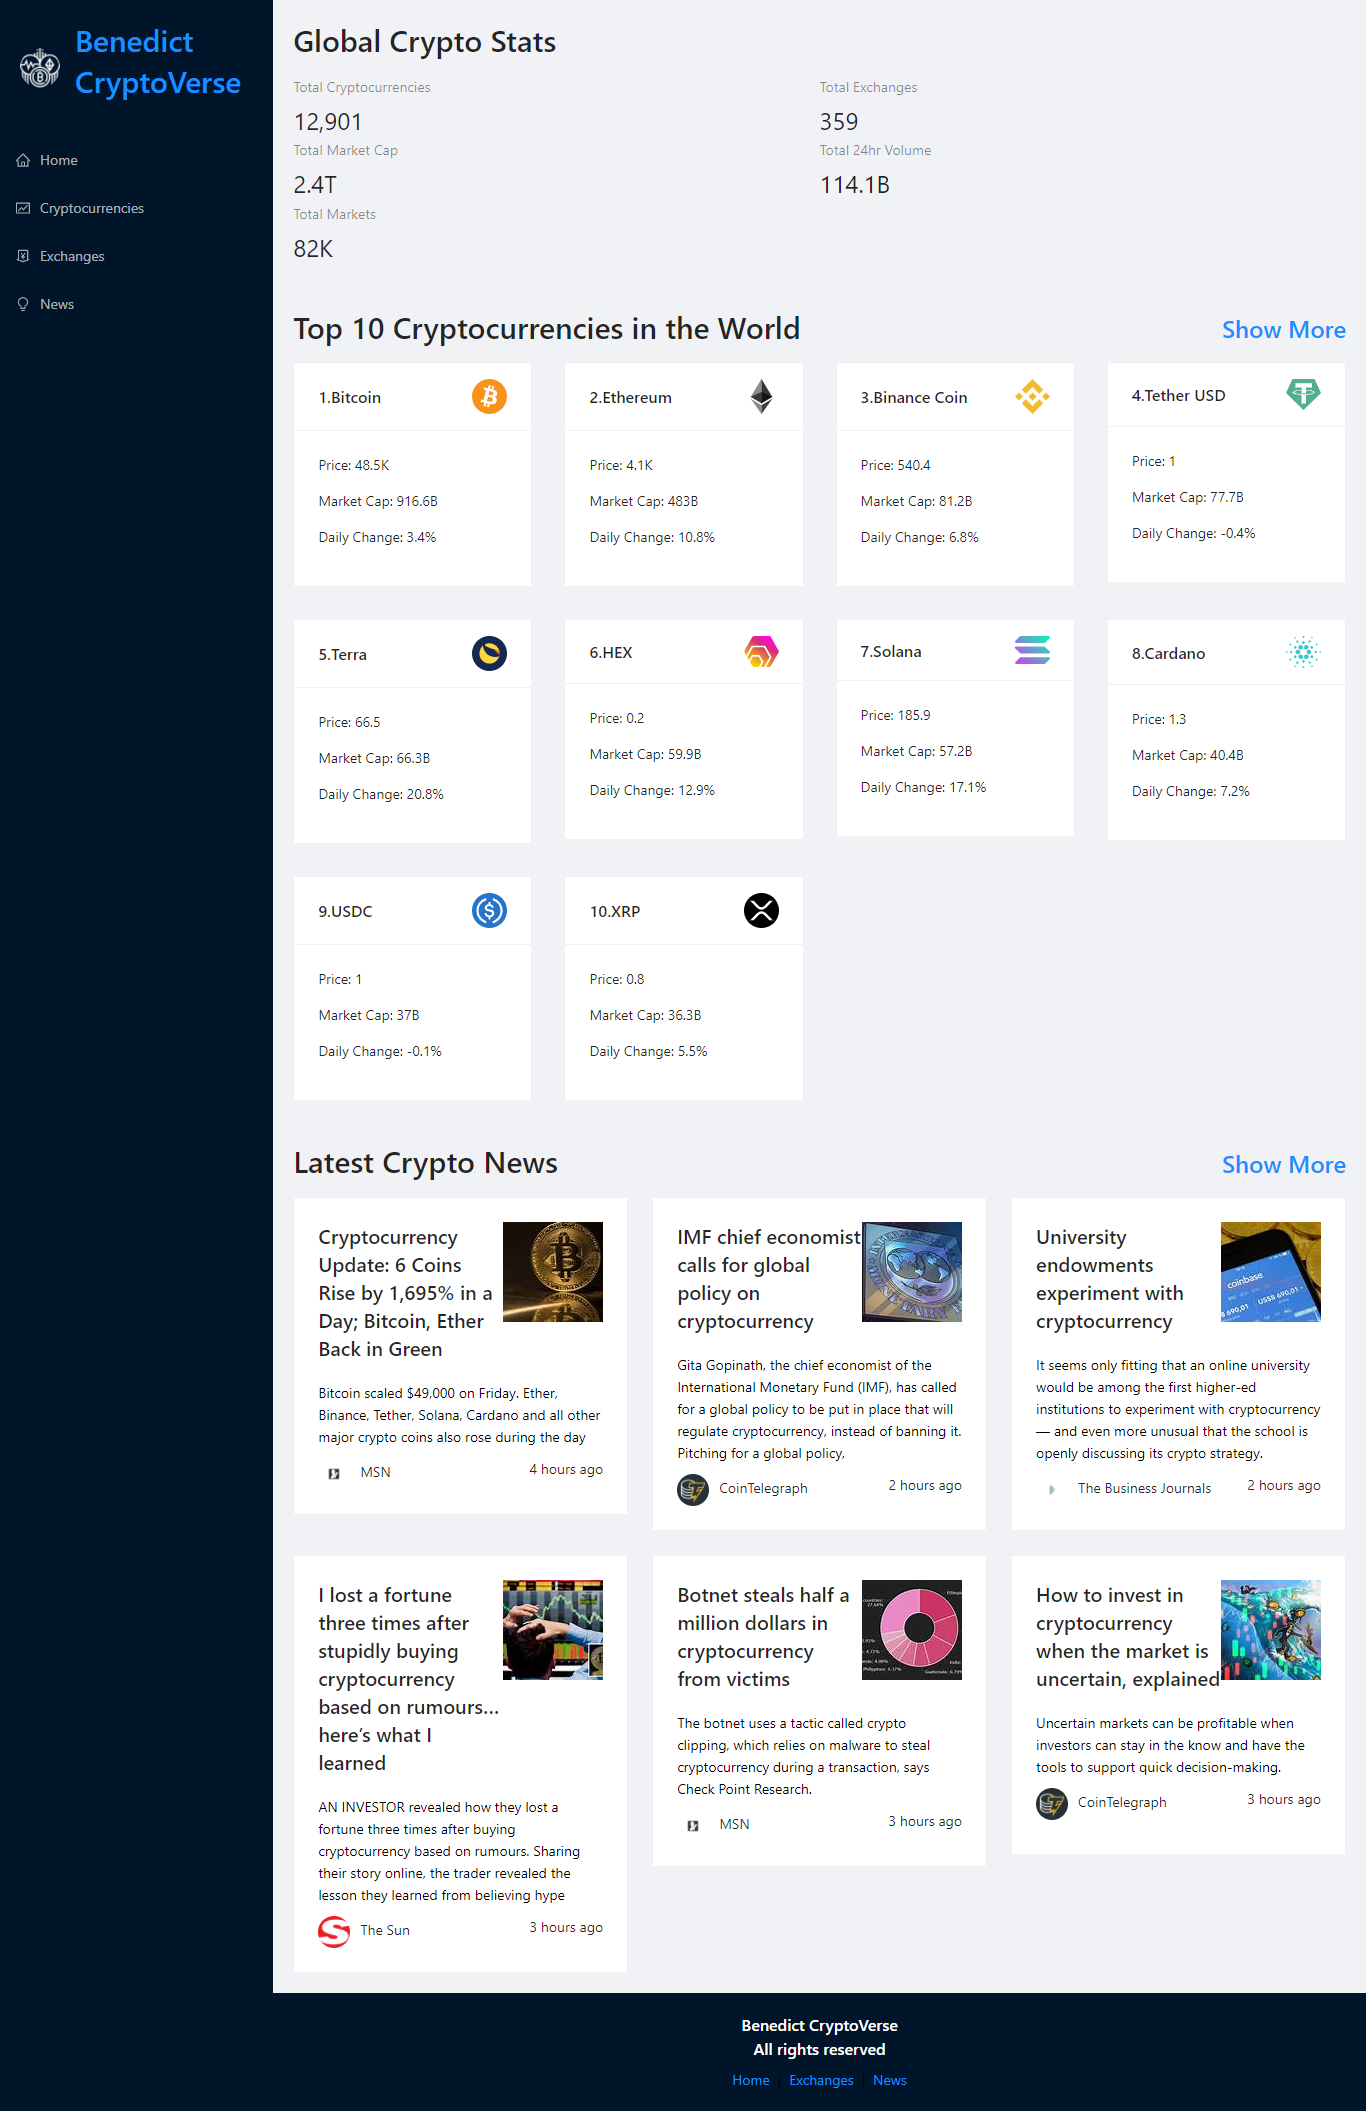 Benedict
CryptoVerse
Home
Cryptocurrencies
Exchanges
News
Global Crypto Stats
Total Cryptocurrencies
12,901
Total Exchanges
359
Total Market Cap
2.4T
Total 24hr Volume
114.1B
Total Markets
82K
Top 10 Cryptocurrencies in the World
Show More
1.Bitcoin
Price: 48.5K
Market Cap: 916.6B
Daily Change: 3.4%
2.Ethereum
Price: 4.1K
Market Cap: 483B
Daily Change: 10.8%
3.Binance Coin
Price: 540.4
Market Cap: 81.2B
Daily Change: 6.8%
4.Tether USD
Price: 1
Market Cap: 77.7B
Daily Change: -0.4%
5.Terra
Price: 66.5
Market Cap: 66.3B
Daily Change: 20.8%
6.HEX
Price: 0.2
Market Cap: 59.9B
Daily Change: 12.9%
7.Solana
Price: 185.9
Market Cap: 57.2B
Daily Change: 17.1%
8.Cardano
Price: 1.3
Market Cap: 40.4B
Daily Change: 7.2%
9.USDC
Price: 1
Market Cap: 37B
Daily Change: -0.1%
10.XRP
Price: 0.8
Market Cap: 36.3B
Daily Change: 5.5%
Latest Crypto News
Show More
Cryptocurrency
Update: 6 Coins
Rise by 1,695% in a
Day; Bitcoin, Ether
Back in Green
Bitcoin scaled $49,000 on Friday. Ether,
Binance, Tether, Solana, Cardano and all other
major crypto coins also rose during the day
MSN
4 hours ago
IMF chief economist
calls for global
policy on
cryptocurrency
Gita Gopinath, the chief economist of the
International Monetary Fund (IMF), has called
for a global policy to be put in place that will
regulate cryptocurrency, instead of banning it.
Pitching for a global policy,
CoinTelegraph
2 hours ago
University
endowments
experiment with
cryptocurrency
coinbase
US$8 690,01
8 690,01
It seems only fitting that an online university
would be among the first higher-ed
institutions to experiment with cryptocurrency
— and even more unusual that the school is
openly discussing its crypto strategy.
The Business Journals
2 hours ago
I lost a fortune
three times after
stupidly buying
cryptocurrency
based on rumours…
here’s what I
learned
AN INVESTOR revealed how they lost a
fortune three times after buying
cryptocurrency based on rumours. Sharing
their story online, the trader revealed the
lesson they learned from believing hype
The Sun
3 hours ago
Botnet steals half a
million dollars in
cryptocurrency
from victims
The botnet uses a tactic called crypto
clipping, which relies on malware to steal
cryptocurrency during a transaction, says
Check Point Research.
MSN
3 hours ago
How to invest in
cryptocurrency
when the market is
uncertain, explained
Uncertain markets can be profitable when
investors can stay in the know and have the
tools to support quick decision-making.
CoinTelegraph
3 hours ago
Benedict CryptoVerse
All rights reserved
Home
Exchanges
News